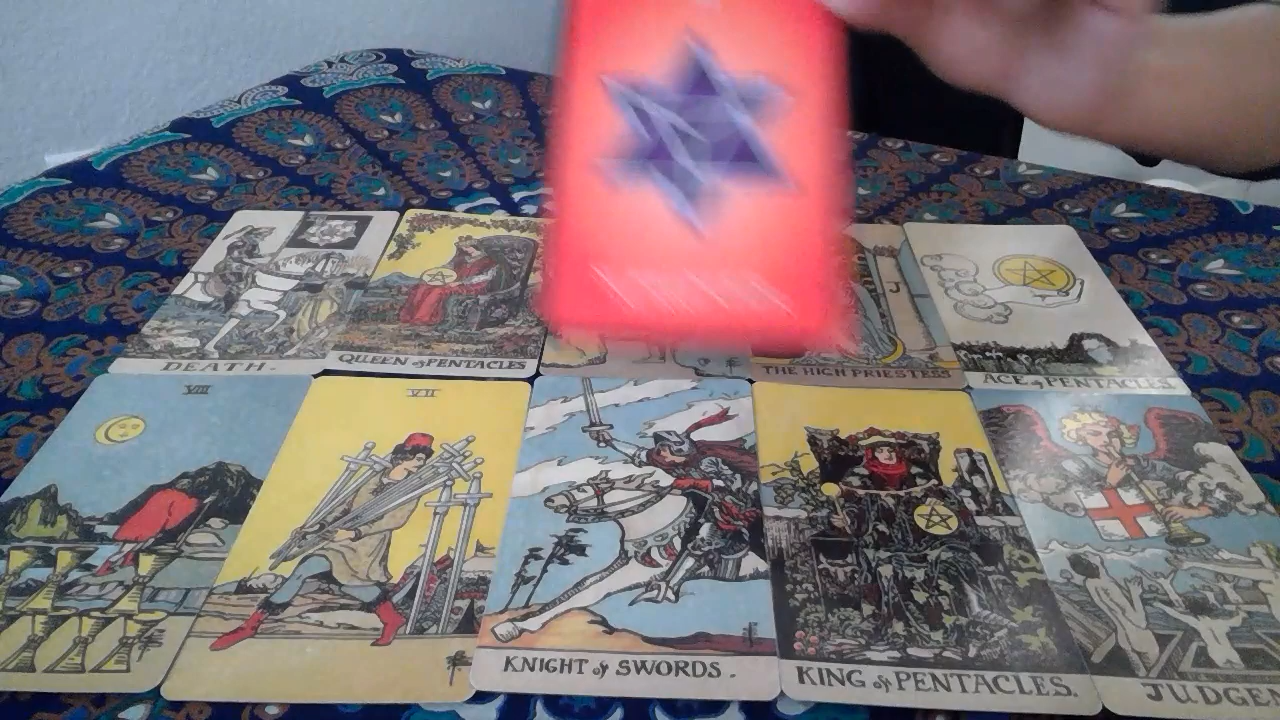 DEATH.
QUEEN of PENTACLES
THE HIGH PRIESTESS
ACE of PENTACLES.
VIII
VII
J
KNIGHT of SWORDS.
KING of PENTACLES.
JUDGEM